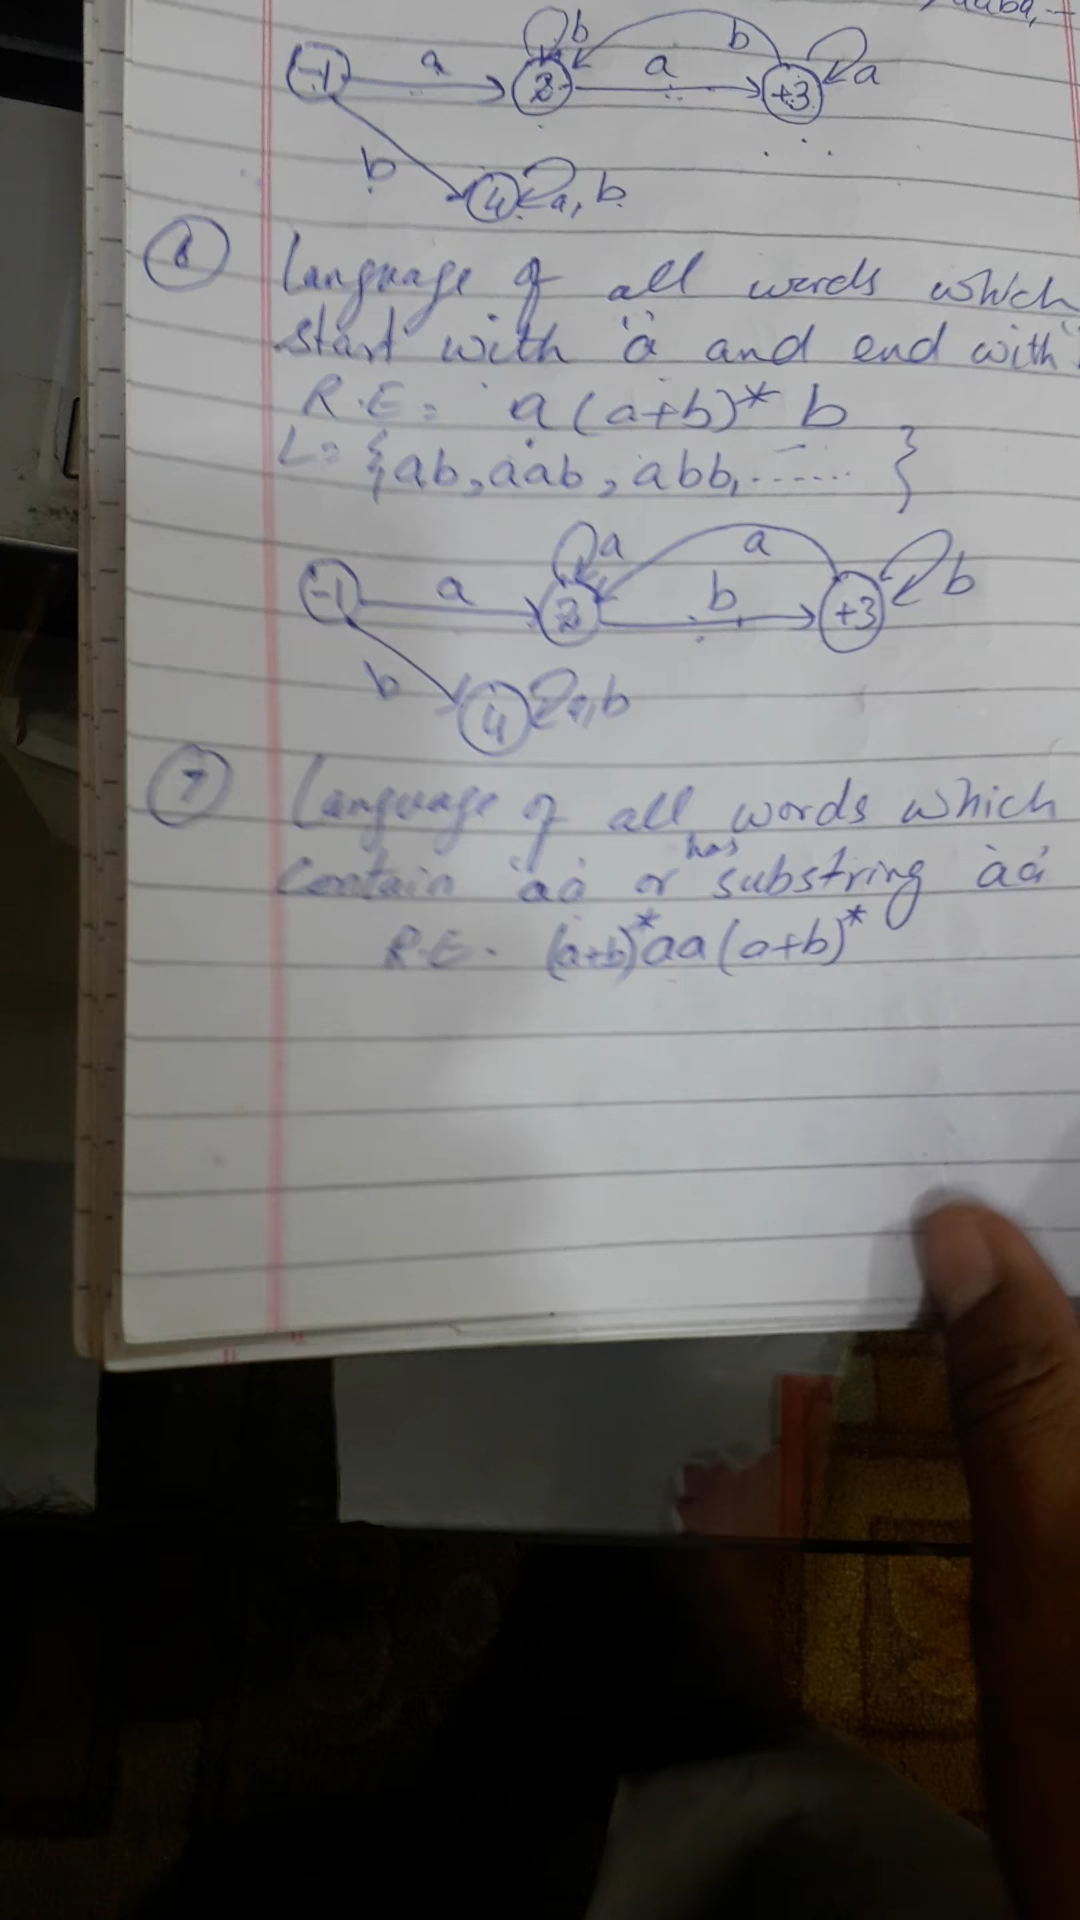 b b
-1 a 2 a +3 a
b 4 a, b
6 Language of all words which
start with "a" and end with
R.E = a(a+b)* b
L = {ab, aab, abb, ...... }
a a b
-1 a 2 b +3
b 4 a,b
7 Language of all words which
has
Contain "aa" or substring "aa"
R.E. (a+b)*aa(a+b)*